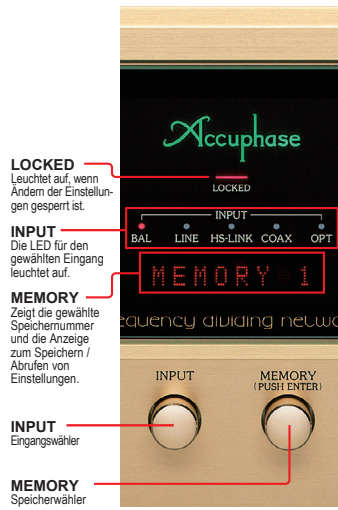 Accuphase
LOCKED
Leuchtet auf, wenn
Ändern der Einstellun-
gen gesperrt ist.
LOCKED
INPUT
Die LED für den
gewählten Eingang
leuchtet auf.
INPUT
BAL LINE HS-LINK COAX OPT
MEMORY
Zeigt die gewählte
Speichernummer
und die Anzeige
zum Speichern /
Abrufen von
Einstellungen.
MEMORY 1
dividing
INPUT
MEMORY
(PUSH ENTER)
INPUT
Eingangswähler
MEMORY
Speicherwähler